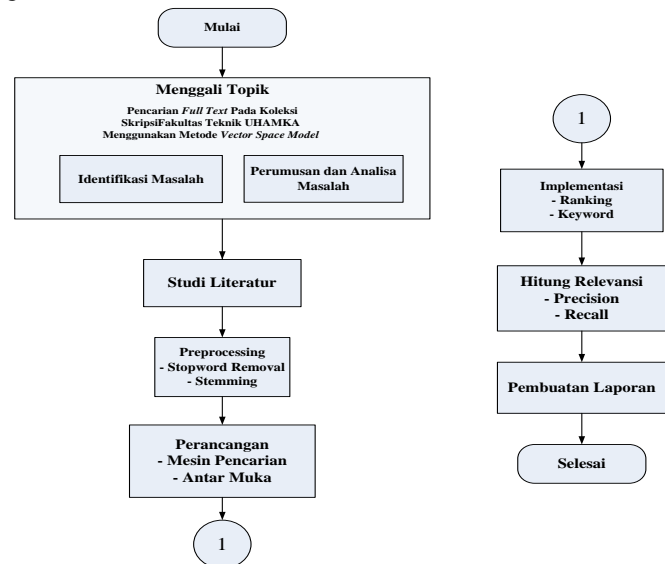 Mulai
Menggali Topik
Pencarian Full Text Pada Koleksi
SkripsiFakultas Teknik UHAMKA
Menggunakan Metode Vector Space Model
Identifikasi Masalah
Perumusan dan Analisa
Masalah
Studi Literatur
Preprocessing
- Stopword Removal
- Stemming
Perancangan
- Mesin Pencarian
- Antar Muka
1
1
Implementasi
- Ranking
- Keyword
Hitung Relevansi
- Precision
- Recall
Pembuatan Laporan
Selesai